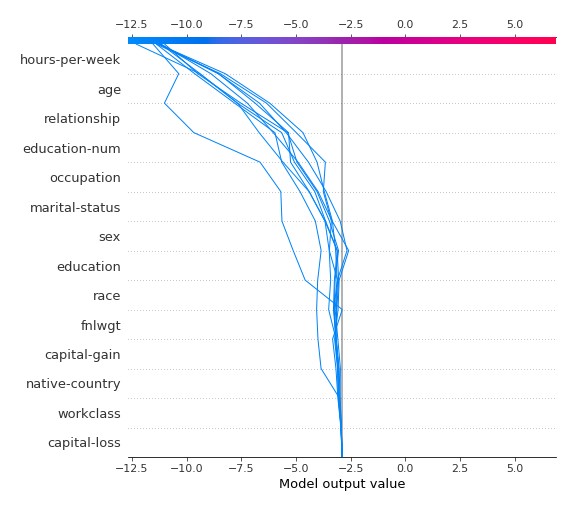 −12.5 −10.0 −7.5 −5.0 −2.5 0.0 2.5 5.0
hours-per-week
age
relationship
education-num
occupation
marital-status
sex
education
race
fnlwgt
capital-gain
native-country
workclass
capital-loss
−12.5 −10.0 −7.5 −5.0 −2.5 0.0 2.5 5.0
Model output value